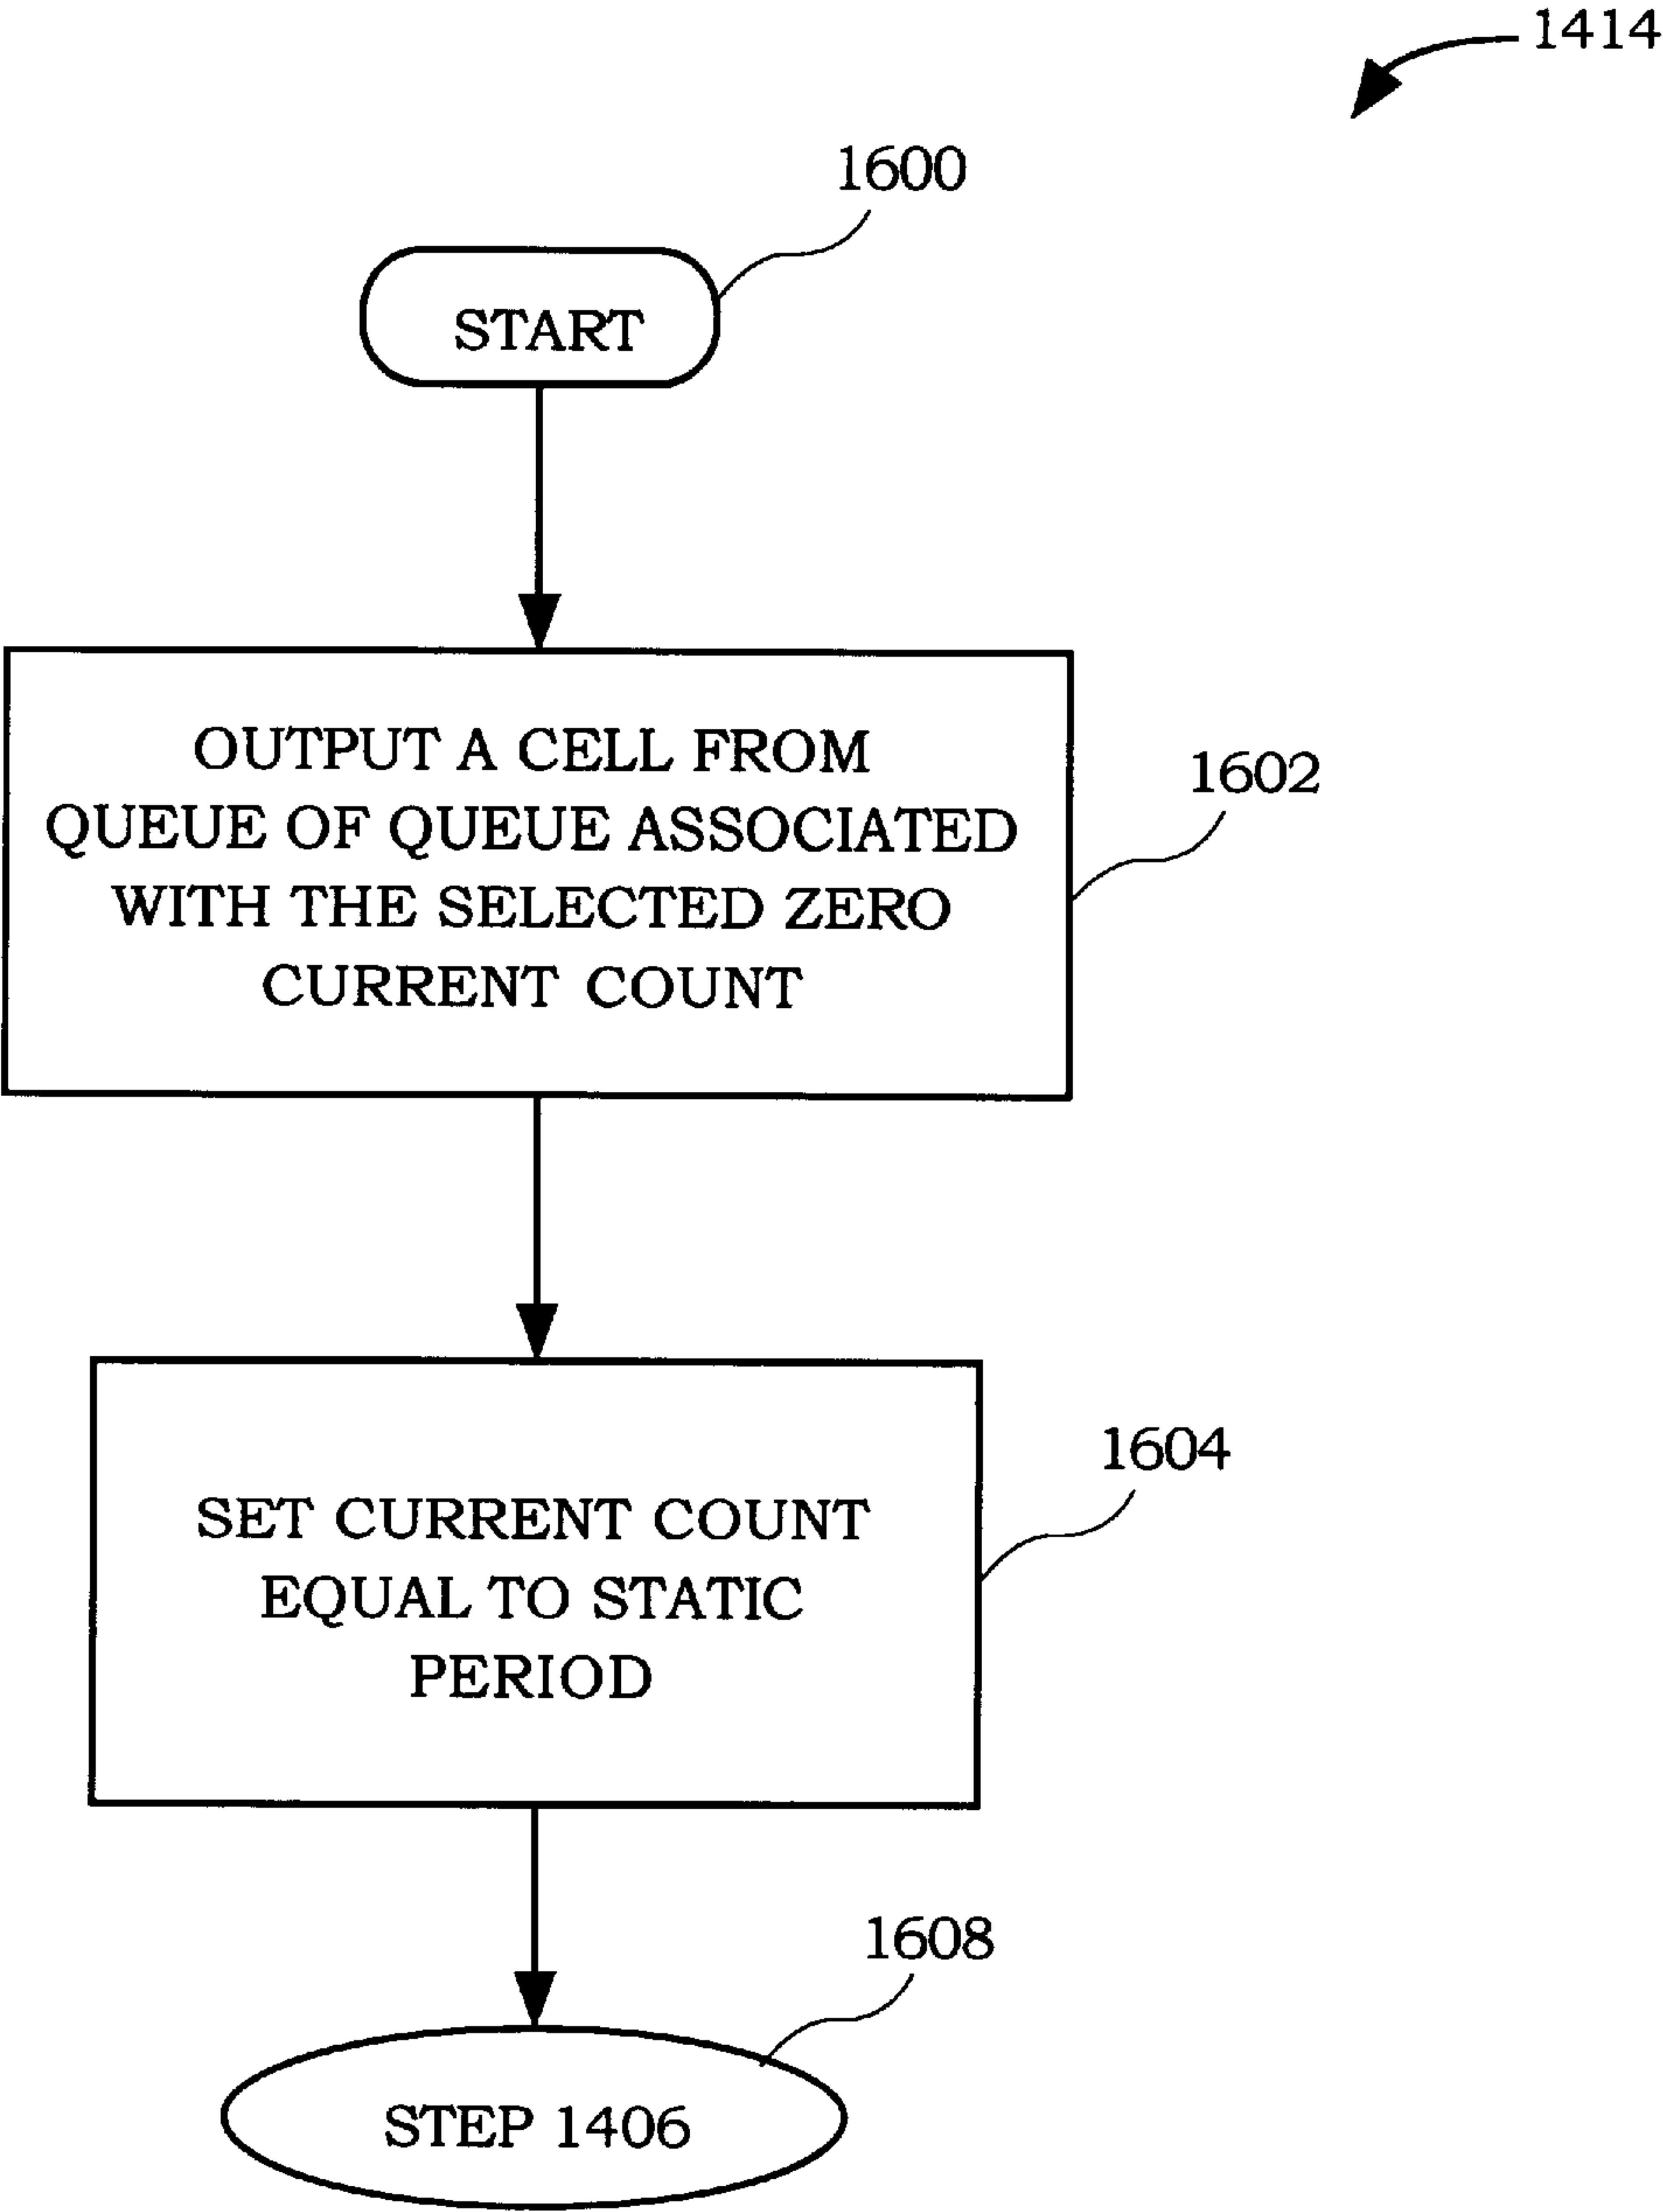 1414
1600
START
OUTPUT A CELL FROM
QUEUE OF QUEUE ASSOCIATED
WITH THE SELECTED ZERO
CURRENT COUNT
1602
SET CURRENT COUNT
EQUAL TO STATIC
PERIOD
1604
1608
STEP 1406